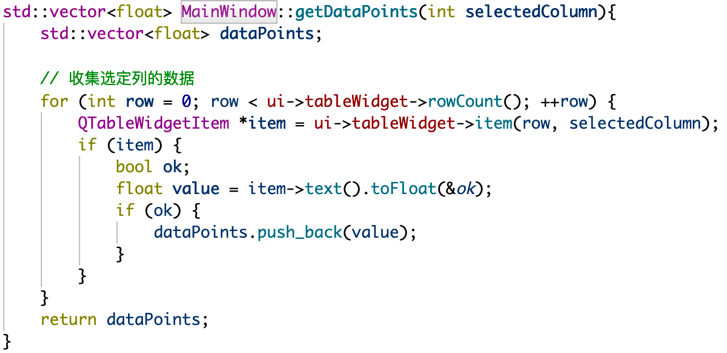 std::vector<float> MainWindow::getDataPoints(int selectedColumn){
    std::vector<float> dataPoints;

    // 收集选定列的数据
    for (int row = 0; row < ui->tableWidget->rowCount(); ++row) {
        QTableWidgetItem *item = ui->tableWidget->item(row, selectedColumn);
        if (item) {
            bool ok;
            float value = item->text().toFloat(&ok);
            if (ok) {
                dataPoints.push_back(value);
            }
        }
    }
    return dataPoints;
}